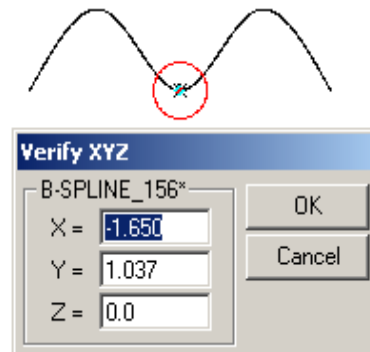 Verify XYZ
B-SPLINE_156*
X = -1.650
Y = 1.037
Z = 0.0
OK
Cancel